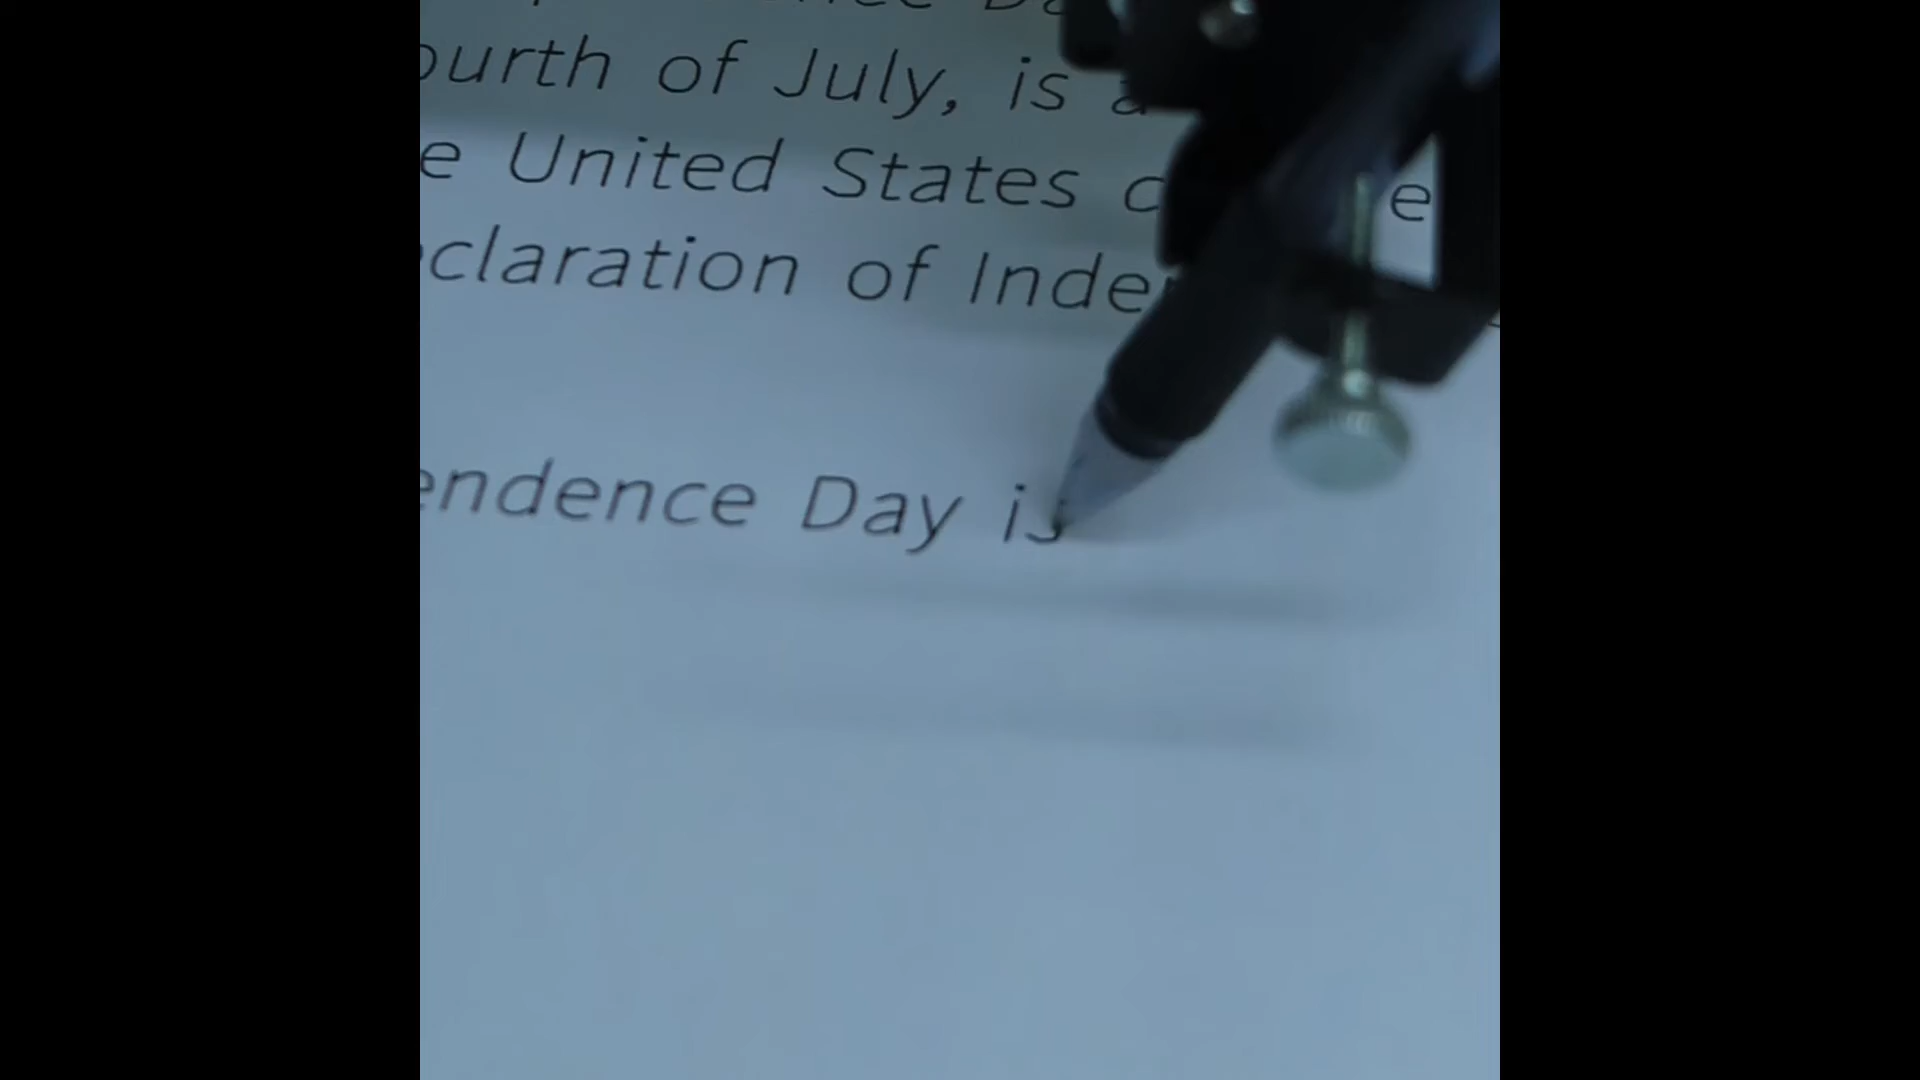 ourth of July, is a
e United States e
claration of Inde
endence Day is